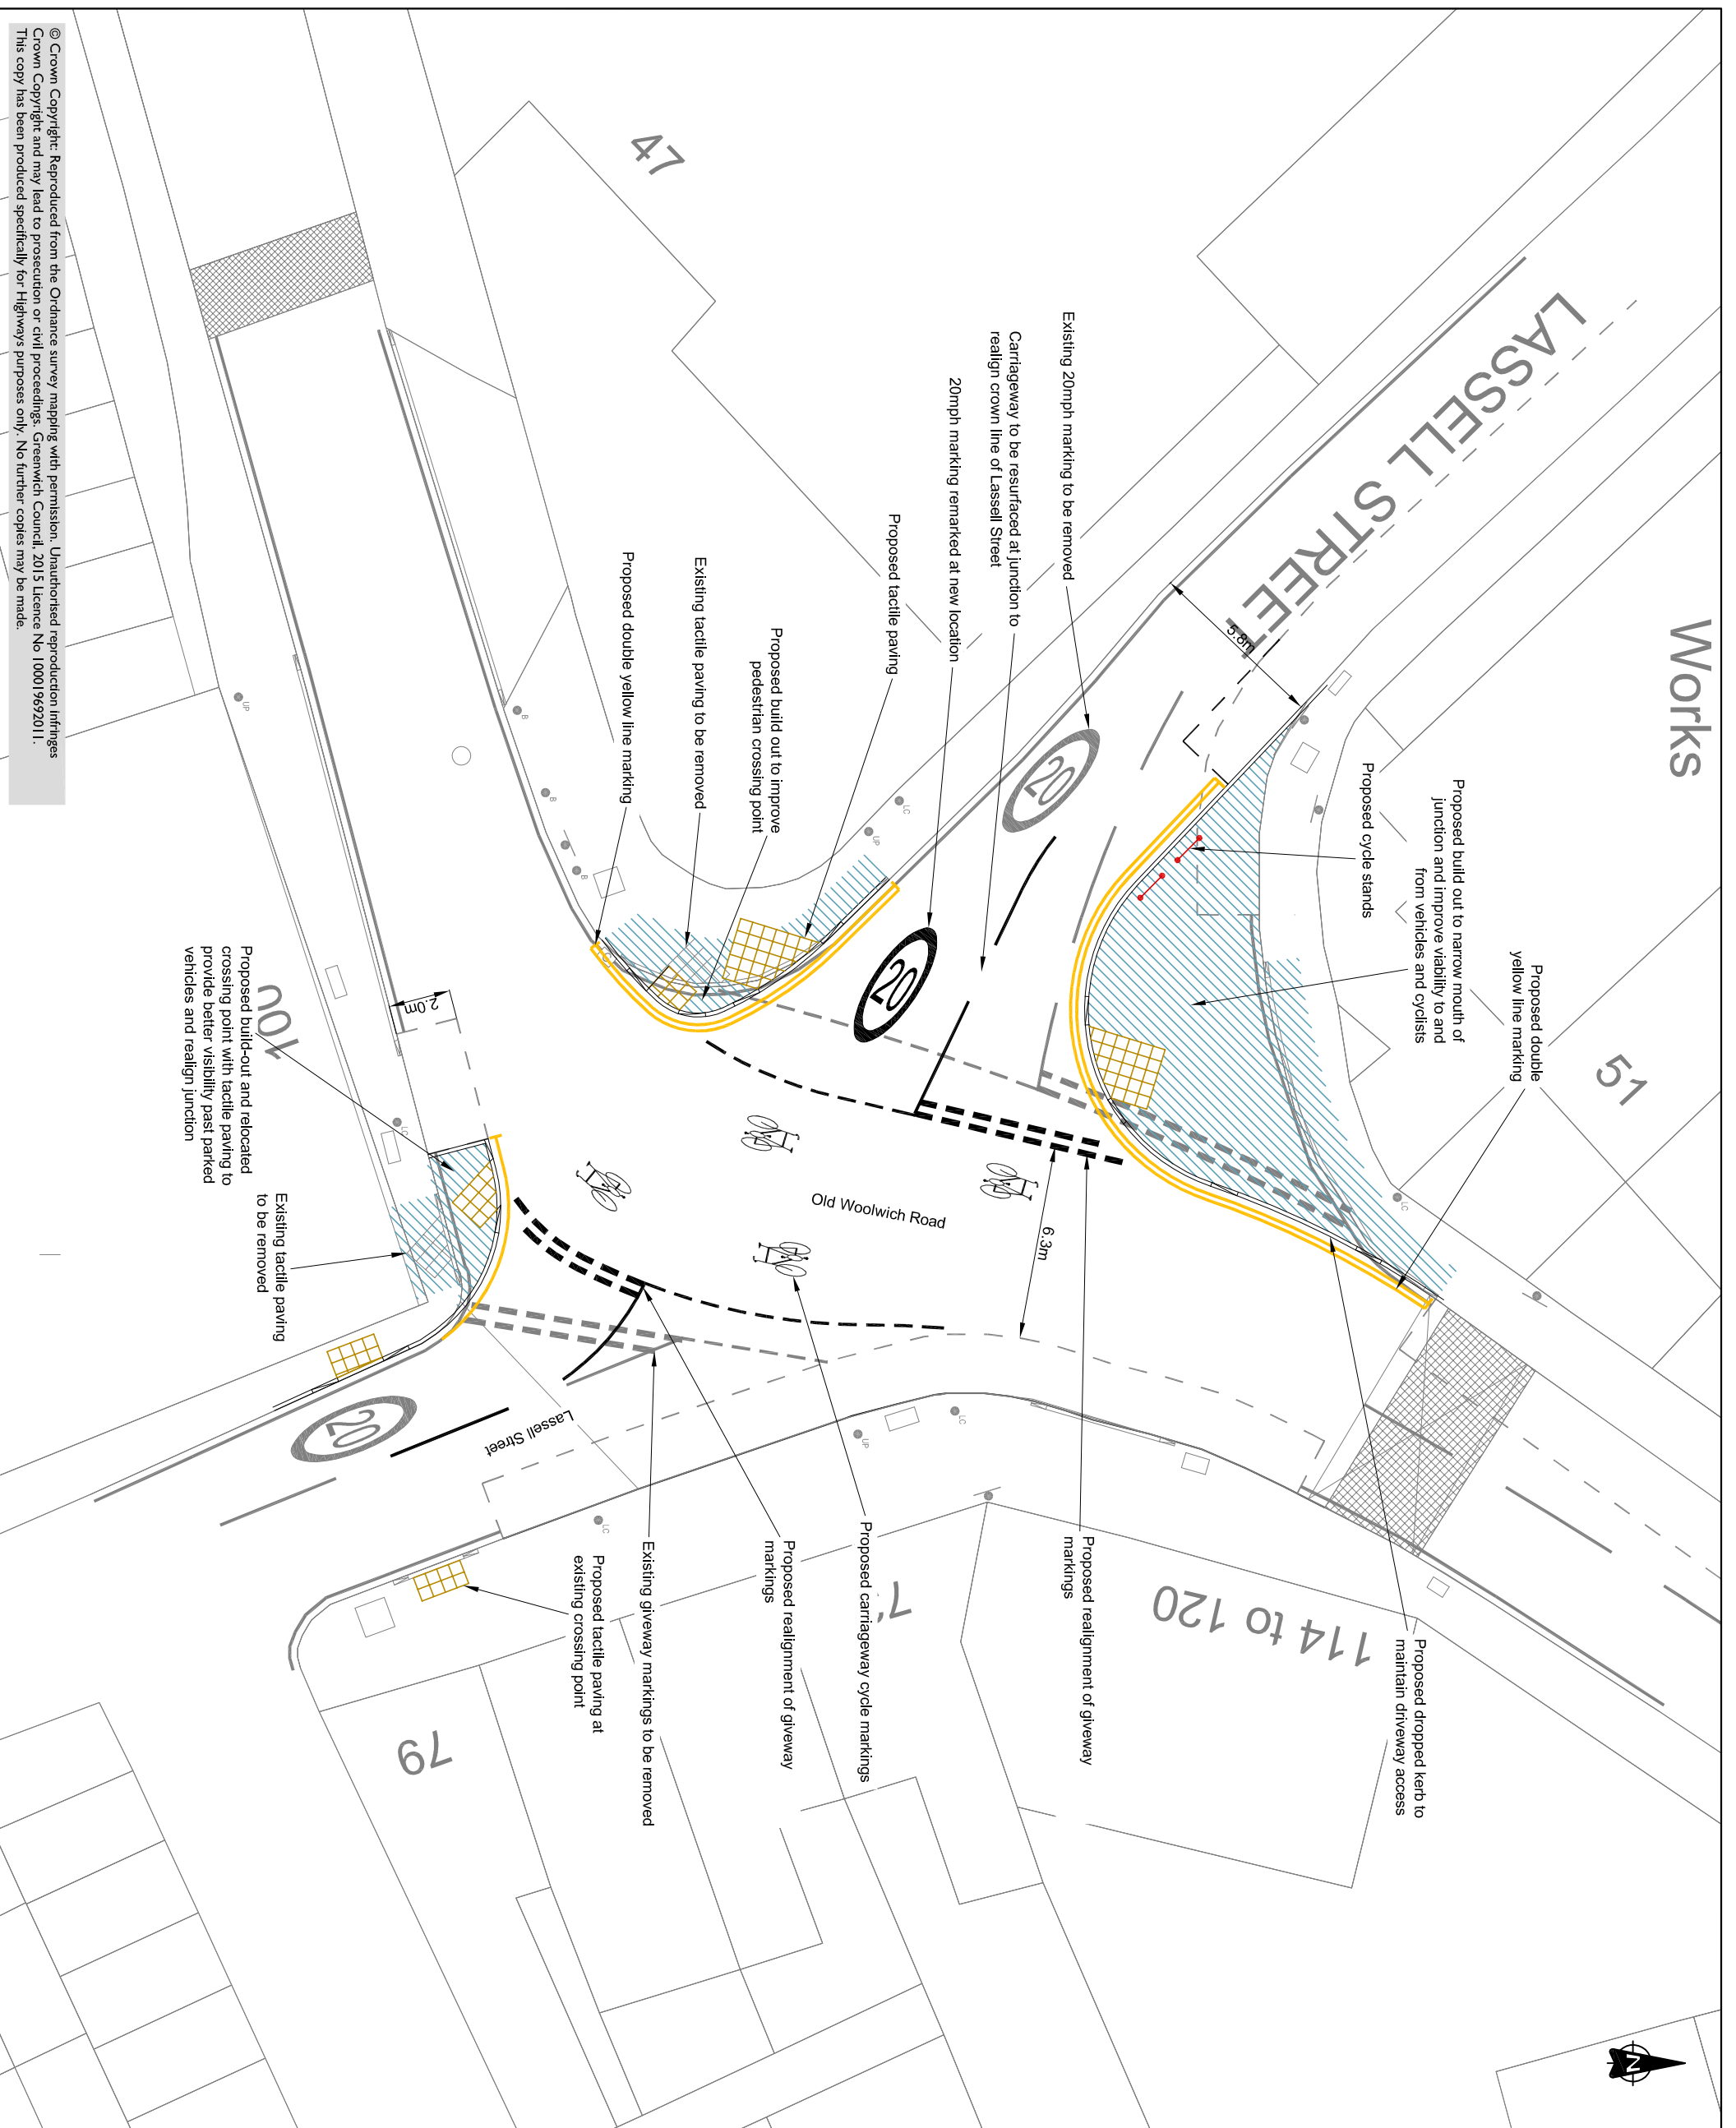 Works
LASSELL STREET
47
51
5.8m
Proposed double
yellow line marking
Proposed build out to narrow mouth of
junction and improve viability to and
from vehicles and cyclists
Proposed cycle stands
Existing 20mph marking to be removed
Carriageway to be resurfaced at junction to
realign crown line of Lassell Street
20mph marking remarked at new location
Proposed tactile paving
Proposed build out to improve
pedestrian crossing point
Existing tactile paving to be removed
Proposed double yellow line marking
20
20
20
LC
UP
B
B
B
UP
LC
LC
LC
UP
LC
Old Woolwich Road
6.3m
2.0m
100
Proposed build-out and relocated
crossing point with tactile paving to
provide better visibility past parked
vehicles and realign junction
Existing tactile paving
to be removed
Lassell Street
Proposed dropped kerb to
maintain driveway access
114 to 120
Proposed realignment of giveway
markings
Proposed carriageway cycle markings
Proposed realignment of giveway
markings
Existing giveway markings to be removed
Proposed tactile paving at
existing crossing point
79
N
© Crown Copyright: Reproduced from the Ordnance survey mapping with permission. Unauthorised reproduction infringes
Crown Copyright and may lead to prosecution or civil proceedings. Greenwich Council, 2015 Licence No 100019692011.
This copy has been produced specifically for Highways purposes only. No further copies may be made.